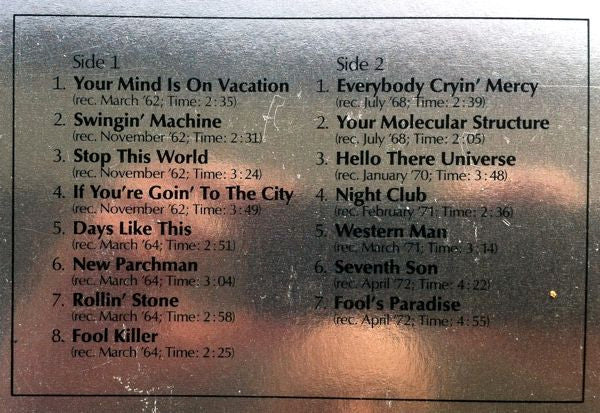 Side 1
1. Your Mind Is On Vacation
(rec. March '62; Time: 2:35)
2. Swingin' Machine
(rec. November '62; Time: 2:31)
3. Stop This World
(rec. November '62; Time: 3:24)
4. If You're Goin' To The City
(rec. November '62; Time: 3:49)
5. Days Like This
(rec. March '64; Time: 2:51)
6. New Parchman
(rec. March '64; Time: 3:04)
7. Rollin' Stone
(rec. March '64; Time: 2:58)
8. Fool Killer
(rec. March '64; Time: 2:25)
Side 2
1. Everybody Cryin' Mercy
(rec. July '68; Time: 2:39)
2. Your Molecular Structure
(rec. July '68; Time: 2:05)
3. Hello There Universe
(rec. January '70; Time: 3:48)
4. Night Club
(rec. February '71; Time: 2:36)
5. Western Man
(rec. March '71; Time: 3:14)
6. Seventh Son
(rec. April '72; Time: 4:22)
7. Fool's Paradise
(rec. April '72; Time: 4:55)